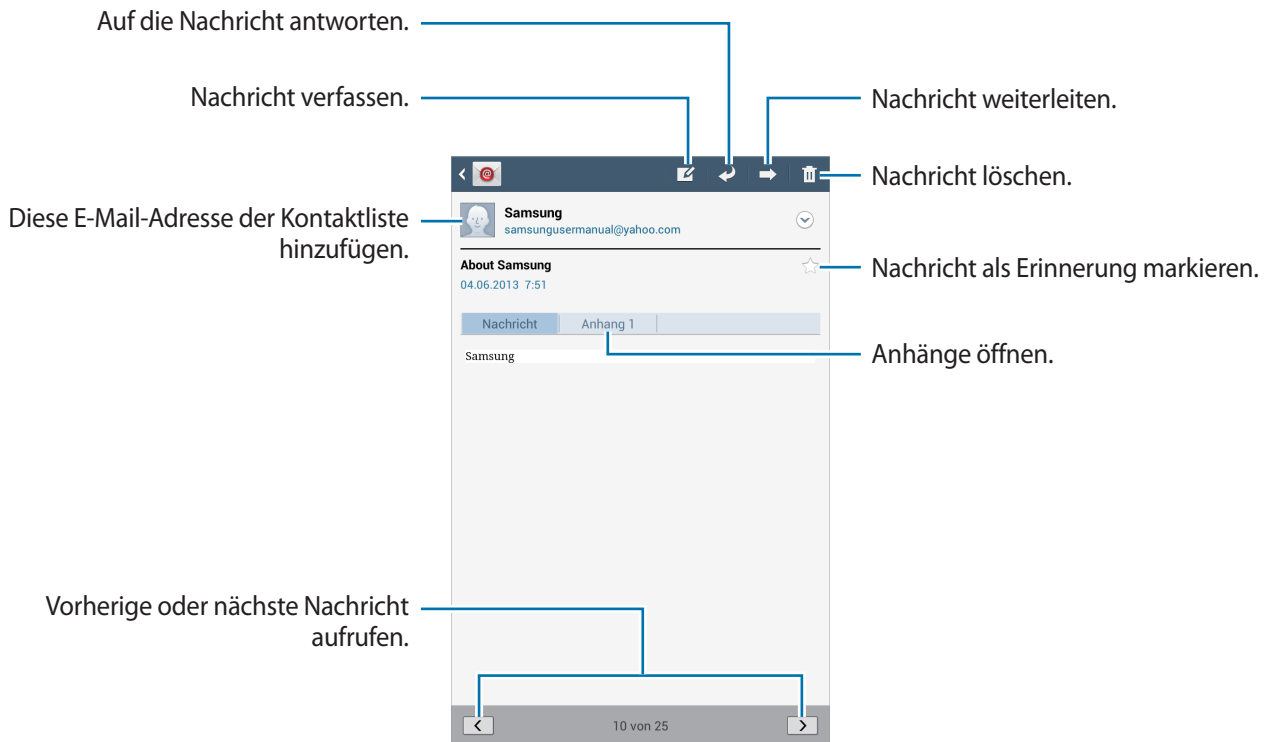 Auf die Nachricht antworten.
Nachricht verfassen.
Nachricht weiterleiten.
Nachricht löschen.
Diese E-Mail-Adresse der Kontaktliste
hinzufügen.
Samsung
samsungusermanual@yahoo.com
About Samsung
04.06.2013 7:51
Nachricht als Erinnerung markieren.
Nachricht
Anhang 1
Anhänge öffnen.
Samsung
Vorherige oder nächste Nachricht
aufrufen.
10 von 25